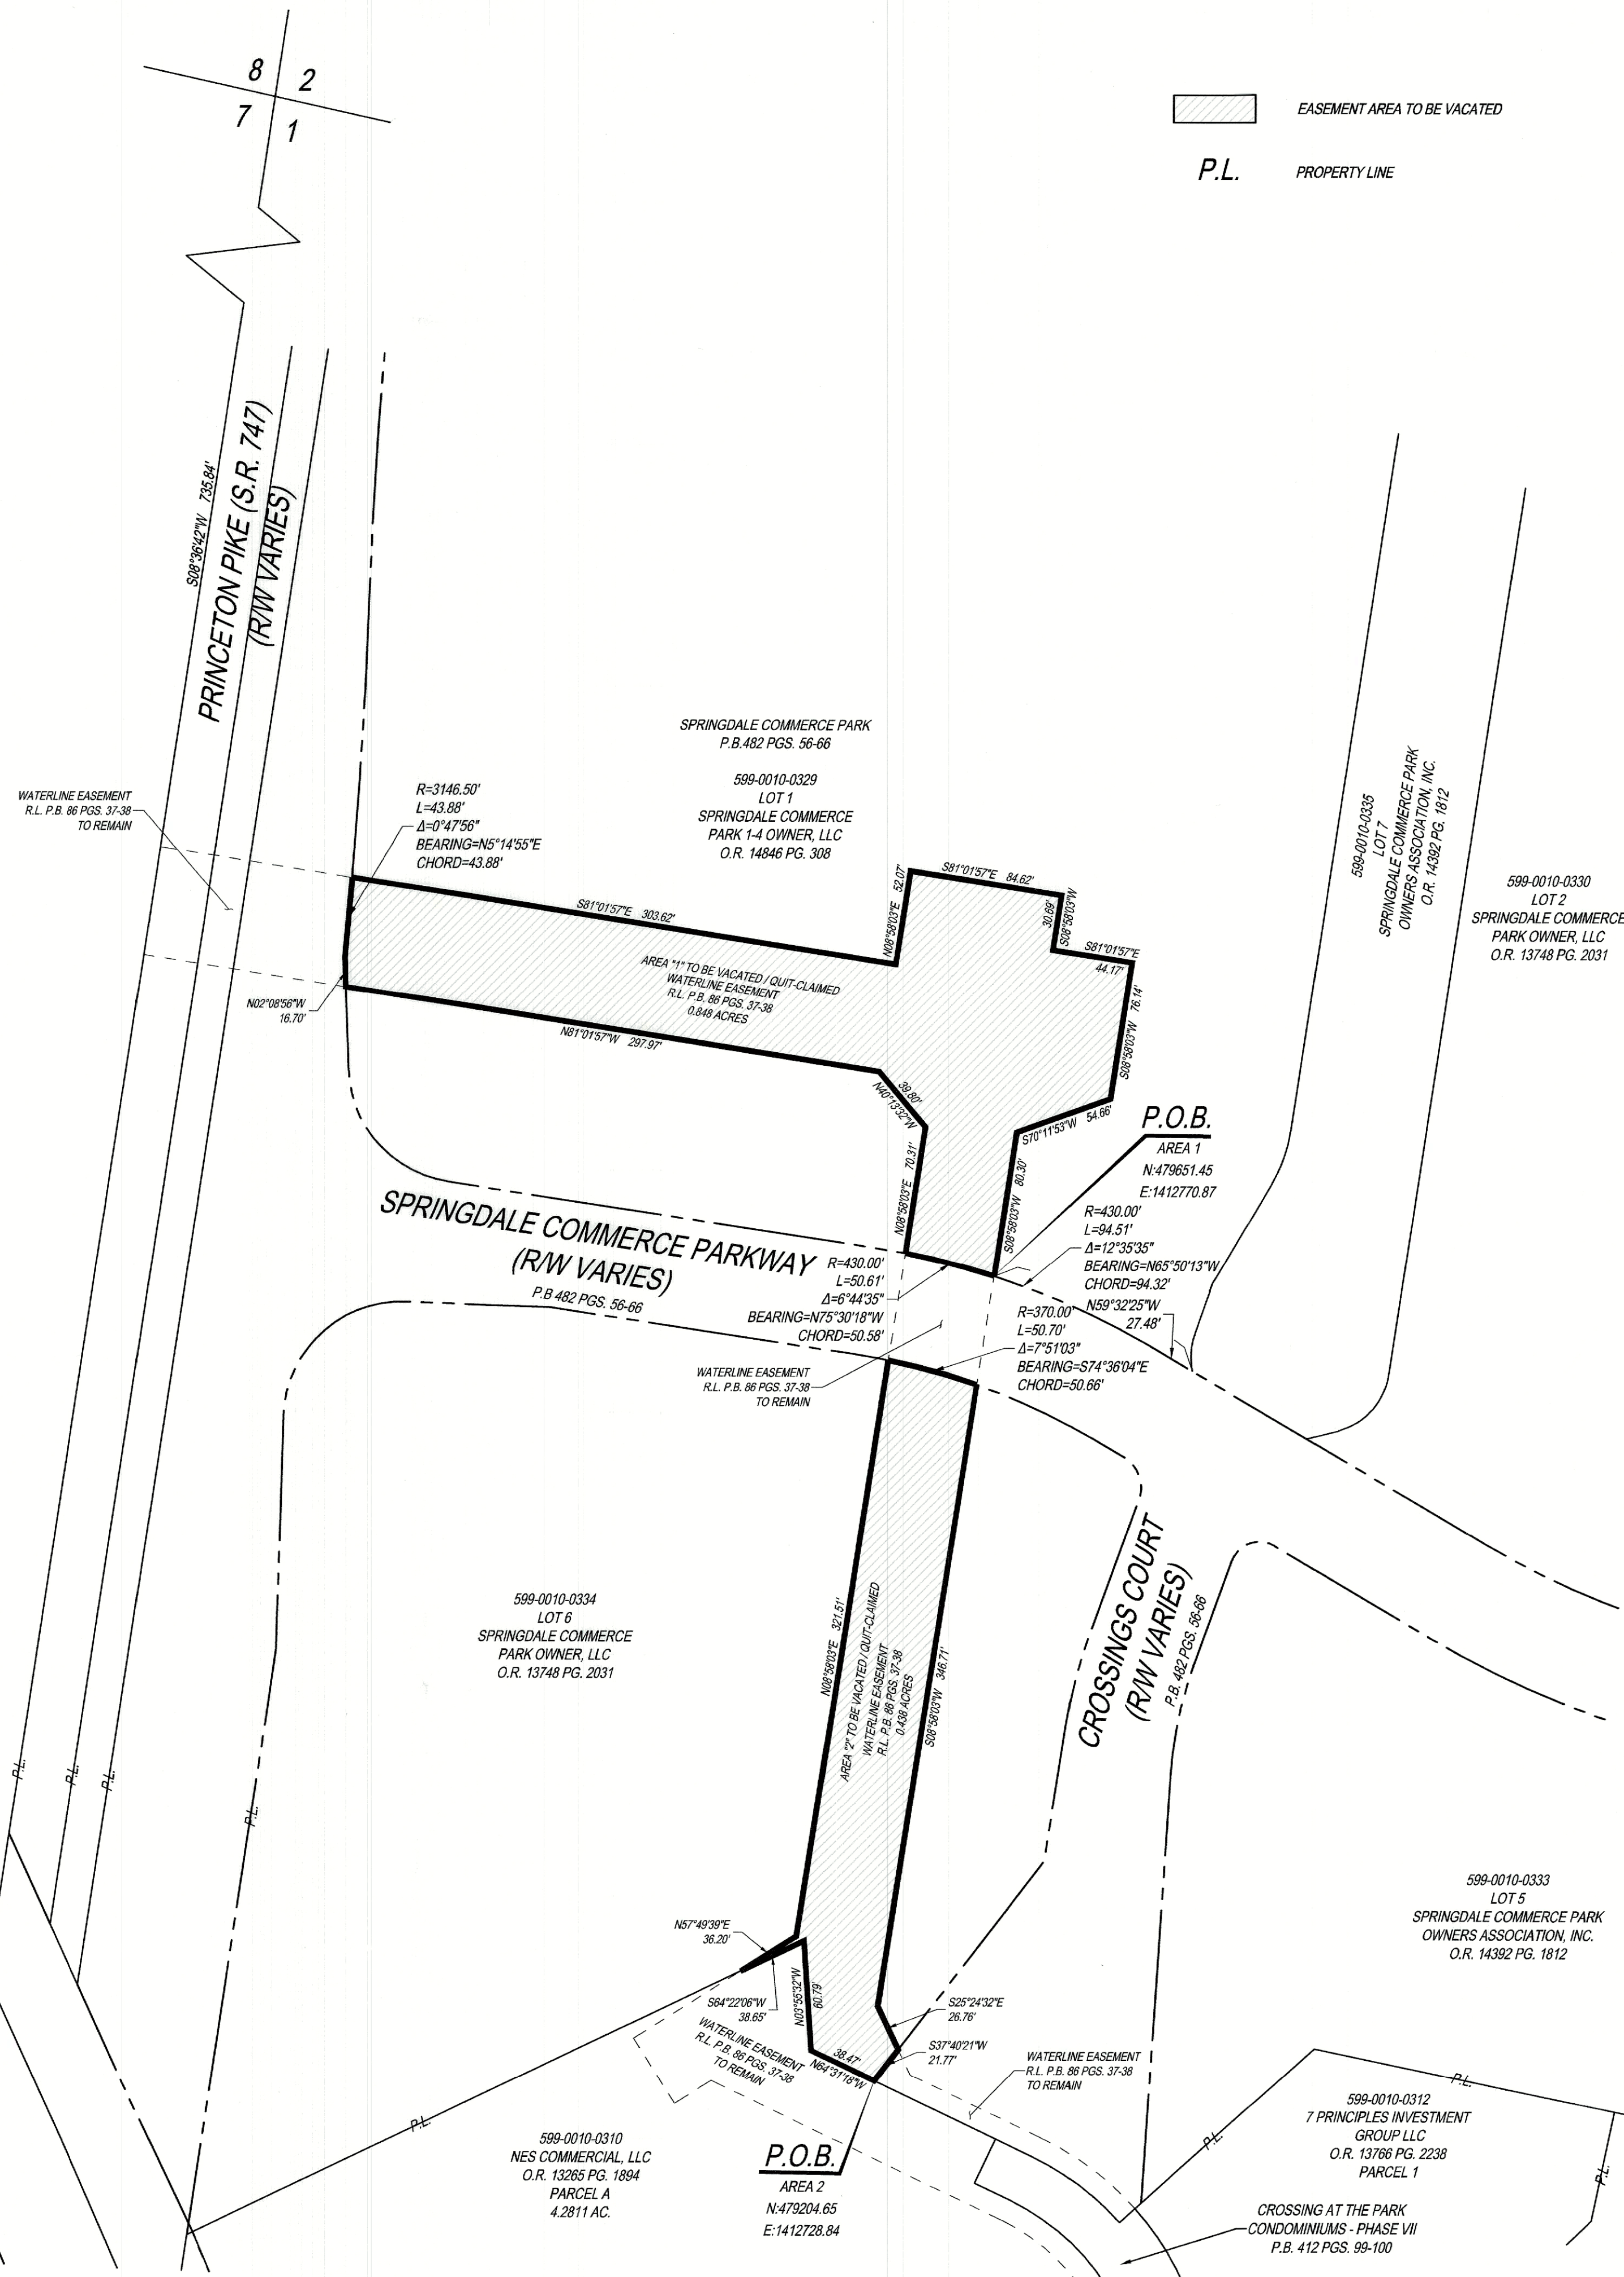 8
2
7
1
EASEMENT AREA TO BE VACATED
P.L.
PROPERTY LINE
S08°36'42"W 735.84'
PRINCETON PIKE (S.R. 747)
(R/W VARIES)
SPRINGDALE COMMERCE PARK
P.B.482 PGS. 56-66
599-0010-0329
LOT 1
SPRINGDALE COMMERCE
PARK 1-4 OWNER, LLC
O.R. 14846 PG. 308
599-0010-0335
LOT 7
SPRINGDALE COMMERCE PARK
OWNERS ASSOCIATION, INC.
O.R. 14392 PG. 1812
599-0010-0330
LOT 2
SPRINGDALE COMMERCE
PARK OWNER, LLC
O.R. 13748 PG. 2031
WATERLINE EASEMENT
R.L. P.B. 86 PGS. 37-38
TO REMAIN
R=3146.50'
L=43.88'
Δ=0°47'56"
BEARING=N5°14'55"E
CHORD=43.88'
S81°01'57"E 303.62'
N08°58'03"E 52.07'
S81°01'57"E 84.62'
30.69'
S08°58'03"W
S81°01'57"E
44.17'
S08°58'03"W 76.14'
AREA "1" TO BE VACATED / QUIT-CLAIMED
WATERLINE EASEMENT
R.L. P.B. 86 PGS. 37-38
0.848 ACRES
N02°08'56"W
16.70'
N81°01'57"W 297.97'
39.80'
N40°13'32"W
S70°11'53"W 54.66'
N08°58'03"E 70.31'
S08°58'03"W 80.30'
P.O.B.
AREA 1
N:479651.45
E:1412770.87
R=430.00'
L=94.51'
Δ=12°35'35"
BEARING=N65°50'13"W
CHORD=94.32'
SPRINGDALE COMMERCE PARKWAY
(R/W VARIES)
P.B 482 PGS. 56-66
R=430.00'
L=50.61'
Δ=6°44'35"
BEARING=N75°30'18"W
CHORD=50.58'
N59°32'25"W
27.48'
R=370.00'
L=50.70'
Δ=7°51'03"
BEARING=S74°36'04"E
CHORD=50.66'
WATERLINE EASEMENT
R.L. P.B. 86 PGS. 37-38
TO REMAIN
CROSSINGS COURT
(R/W VARIES)
P.B. 482 PGS. 56-66
599-0010-0334
LOT 6
SPRINGDALE COMMERCE
PARK OWNER, LLC
O.R. 13748 PG. 2031
N08°58'03"E 321.51'
AREA "2" TO BE VACATED / QUIT-CLAIMED
WATERLINE EASEMENT
R.L. P.B. 86 PGS. 37-38
0.438 ACRES
S08°58'03"W 346.71'
P.L.
P.L.
P.L.
P.L.
599-0010-0333
LOT 5
SPRINGDALE COMMERCE PARK
OWNERS ASSOCIATION, INC.
O.R. 14392 PG. 1812
N57°49'39"E
36.20'
S64°22'06"W
38.65'
N03°55'32"W
60.79'
S25°24'32"E
26.76'
S37°40'21"W
21.77'
38.47'
N64°31'18"W
WATERLINE EASEMENT
R.L. P.B. 86 PGS. 37-38
TO REMAIN
WATERLINE EASEMENT
R.L. P.B. 86 PGS. 37-38
TO REMAIN
P.L.
P.L.
P.L.
P.L.
599-0010-0312
7 PRINCIPLES INVESTMENT
GROUP LLC
O.R. 13766 PG. 2238
PARCEL 1
599-0010-0310
NES COMMERCIAL, LLC
O.R. 13265 PG. 1894
PARCEL A
4.2811 AC.
P.O.B.
AREA 2
N:479204.65
E:1412728.84
CROSSING AT THE PARK
CONDOMINIUMS - PHASE VII
P.B. 412 PGS. 99-100